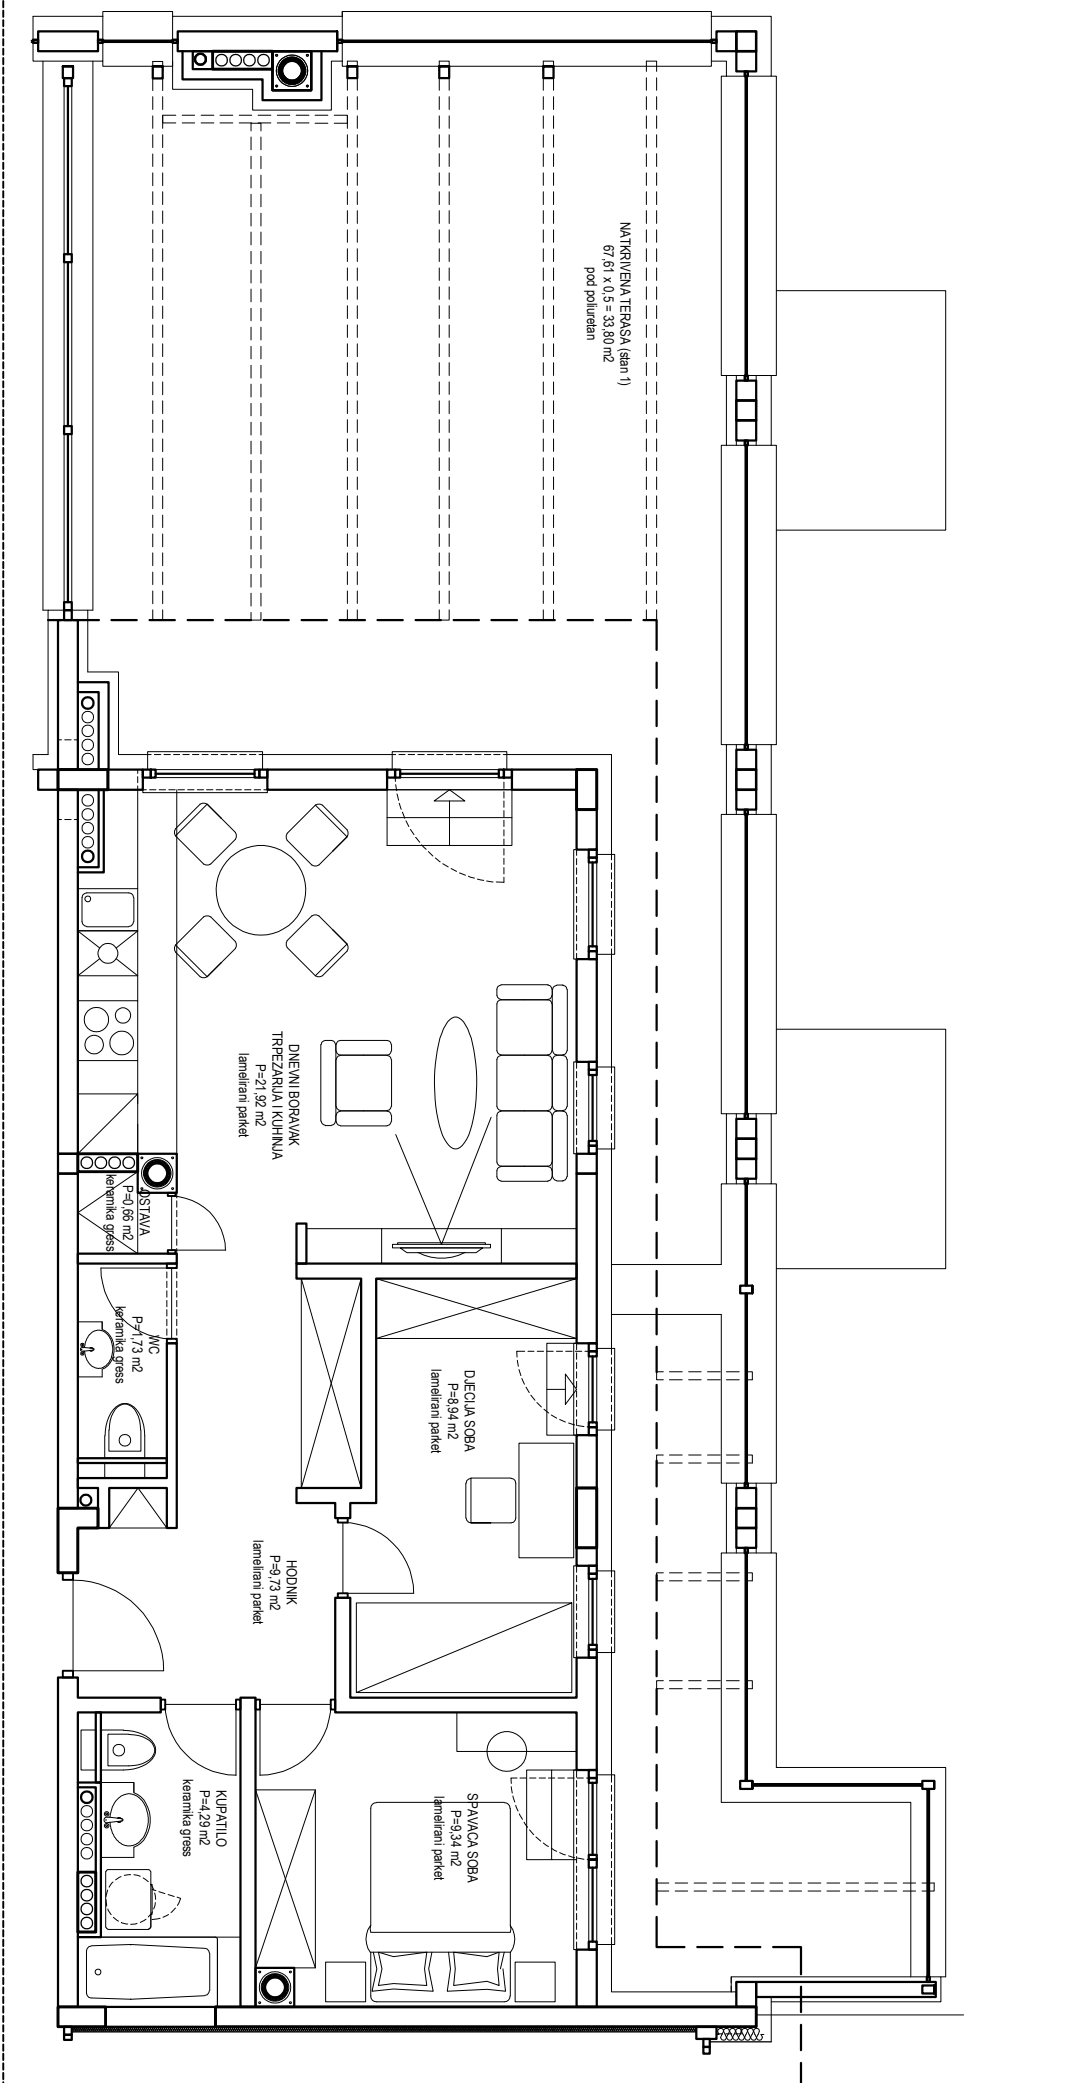 NATKRIVENA TERASA (stan 1)
67,61 x 0,5 = 33,80 m2
pod poliuretan
DNEVNI BORAVAK
TRPEZARIJA I KUHINJA
P=21,92 m2
lamelirani parket
OSTAVA
P=0,66 m2
keramika gress
WC
P=1,73 m2
keramika gress
DJECIJA SOBA
P=8,94 m2
lamelirani parket
HODNIK
P=9,73 m2
lamelirani parket
KUPATILO
P=4,29 m2
keramika gress
SPAVACA SOBA
P=9,34 m2
lamelirani parket